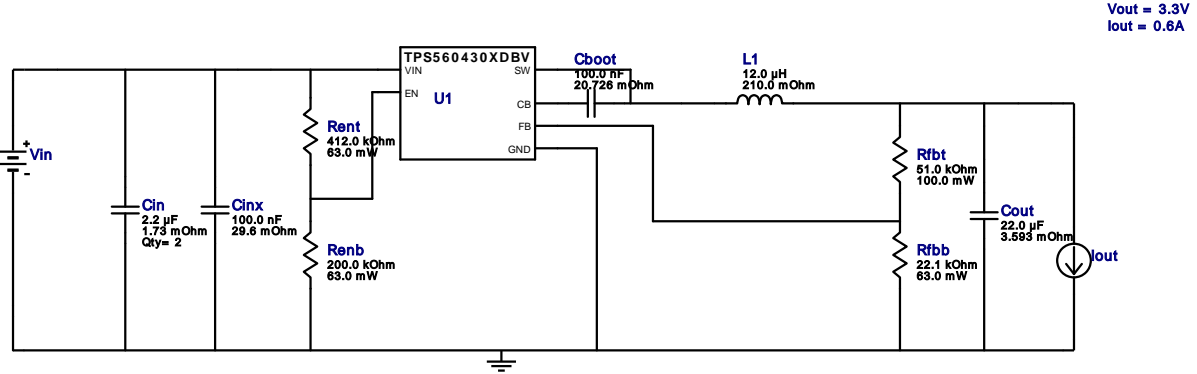 Vout = 3.3V
Iout = 0.6A
TPS560430XDBV
VIN
SW
EN
U1
CB
FB
GND
Cboot
100.0 nF
20.726 mOhm
L1
12.0 µH
210.0 mOhm
Rent
412.0 kOhm
63.0 mW
+
Vin
-
Rfbt
51.0 kOhm
100.0 mW
Cin
2.2 µF
1.73 mOhm
Qty= 2
Cinx
100.0 nF
29.6 mOhm
Cout
22.0 µF
3.593 mOhm
Renb
200.0 kOhm
63.0 mW
Rfbb
22.1 kOhm
63.0 mW
Iout